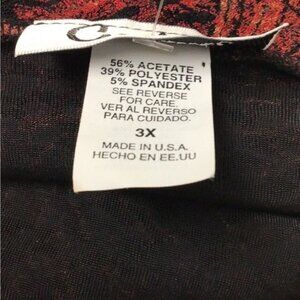 56% ACETATE
39% POLYESTER
5% SPANDEX
SEE REVERSE
FOR CARE.
VER AL REVERSO
PARA CUIDADO.
3X
MADE IN U.S.A.
HECHO EN EE.UU